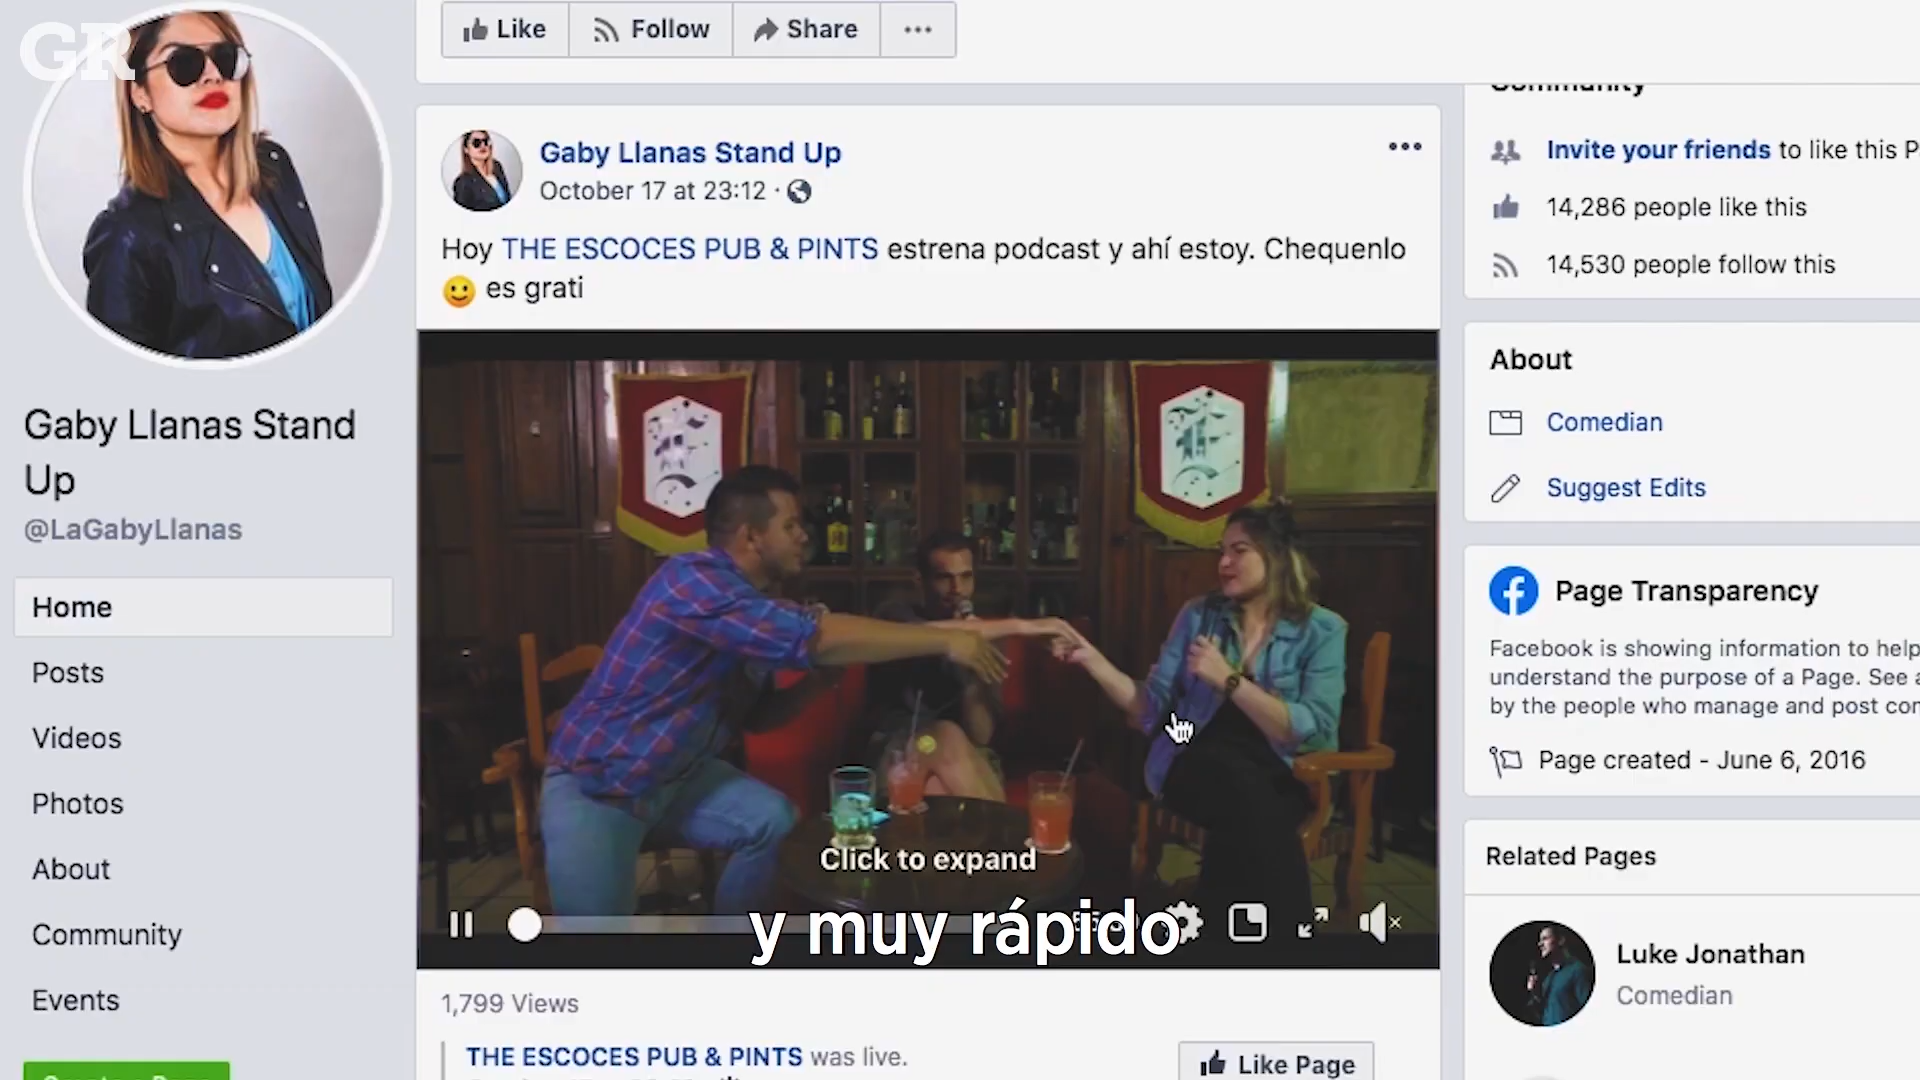 GR
Like
Follow
Share
Gaby Llanas Stand
Up
@LaGabyLlanas
Home
Posts
Videos
Photos
About
Community
Events
Gaby Llanas Stand Up
October 17 at 23:12 ·
Hoy THE ESCOCES PUB & PINTS estrena podcast y ahí estoy. Chequenlo
🙂 es grati
Click to expand
y muy rápido
1,799 Views
THE ESCOCES PUB & PINTS was live.
Like Page
Community
Invite your friends to like this P
14,286 people like this
14,530 people follow this
About
Comedian
Suggest Edits
Page Transparency
Facebook is showing information to help
understand the purpose of a Page. See a
by the people who manage and post con
Page created - June 6, 2016
Related Pages
Luke Jonathan
Comedian